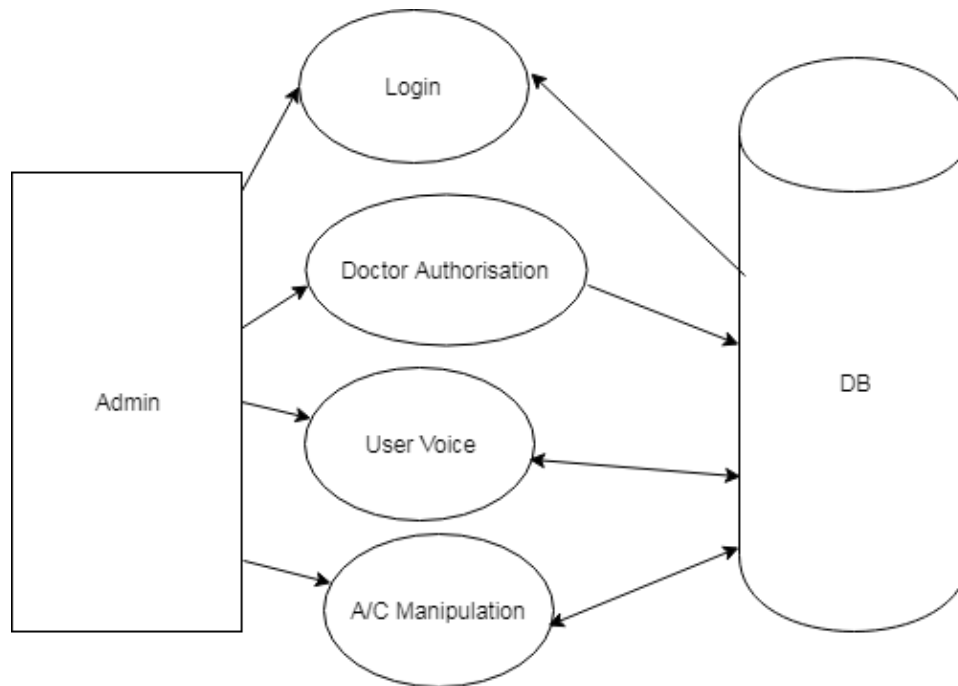 Login
Doctor Authorisation
Admin
DB
User Voice
A/C Manipulation